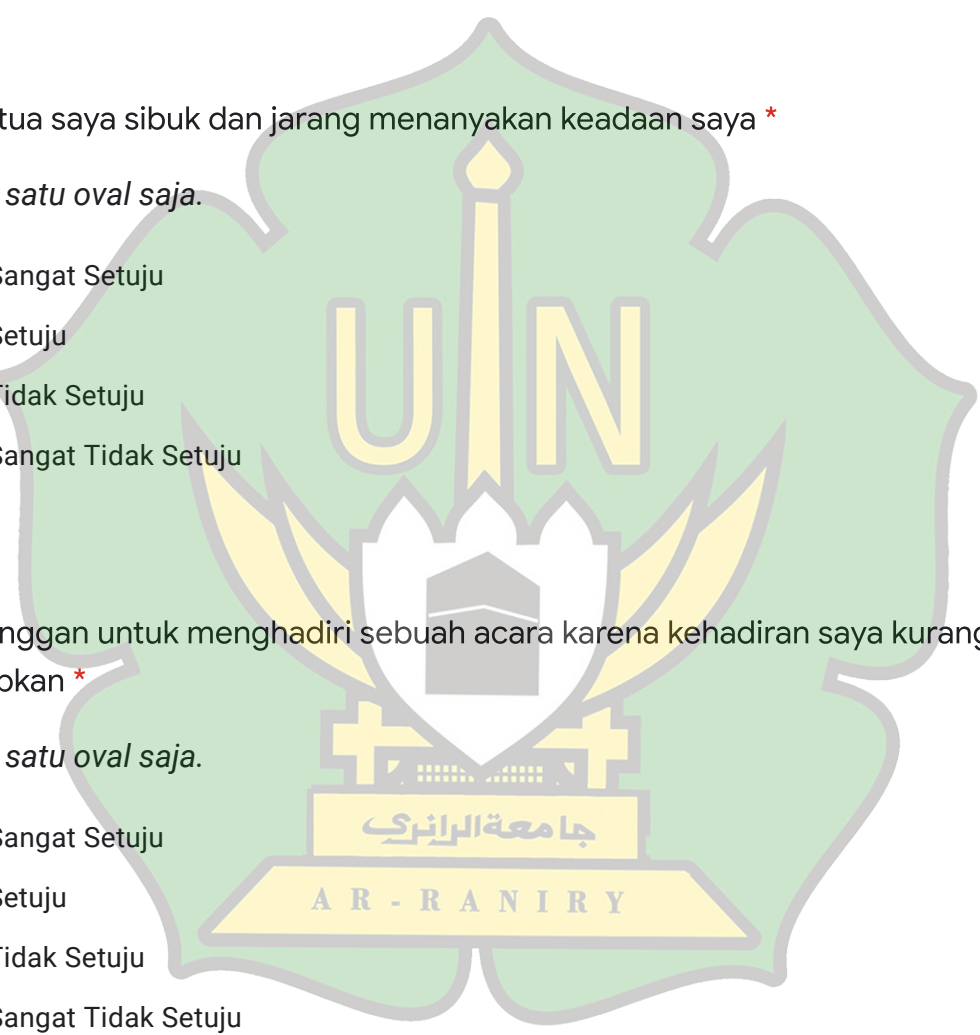 tua saya sibuk dan jarang menanyakan keadaan saya *
satu oval saja.
Sangat Setuju
Setuju
Tidak Setuju
Sangat Tidak Setuju
UIN
nggan untuk menghadiri sebuah acara karena kehadiran saya kurang
pkan *
satu oval saja.
Sangat Setuju
جامعة الرانري
Setuju
AR-RANIRY
Tidak Setuju
Sangat Tidak Setuju